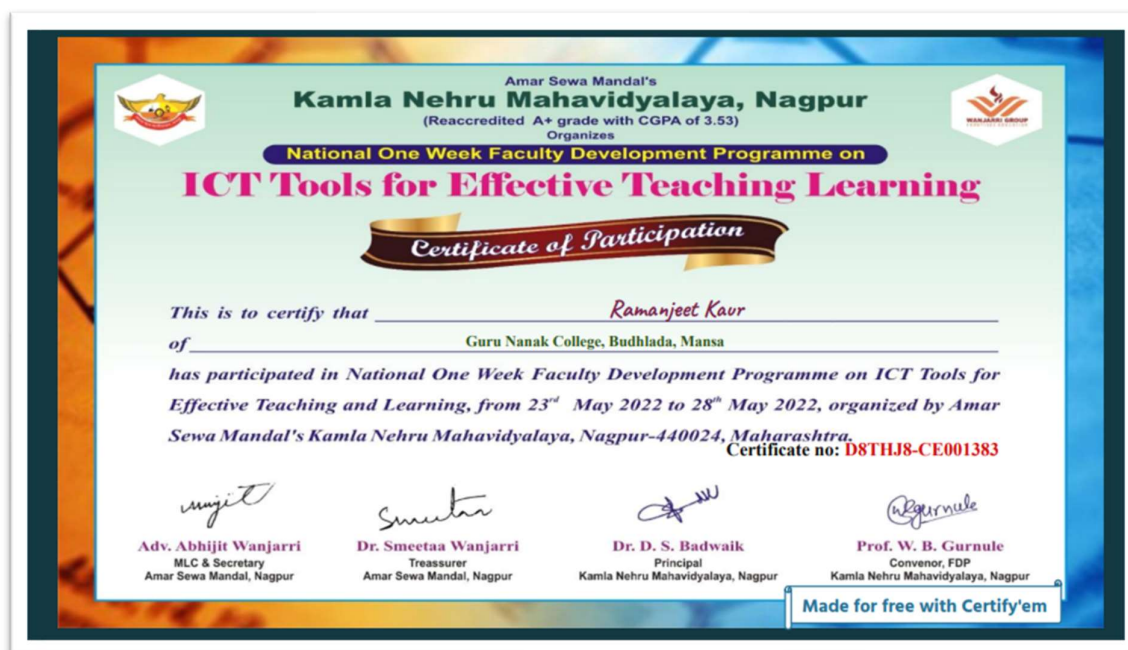 Amar Sewa Mandal's
Kamla Nehru Mahavidyalaya, Nagpur
(Reaccredited A+ grade with CGPA of 3.53)
Organizes
National One Week Faculty Development Programme on
ICT Tools for Effective Teaching Learning
WANJARRI GROUP
Certificate of Participation
This is to certify that Ramanjeet Kaur
of Guru Nanak College, Budhlada, Mansa
has participated in National One Week Faculty Development Programme on ICT Tools for
Effective Teaching and Learning, from 23rd May 2022 to 28th May 2022, organized by Amar
Sewa Mandal's Kamla Nehru Mahavidyalaya, Nagpur-440024, Maharashtra.
Certificate no: D8THJ8-CE001383
Adv. Abhijit Wanjarri
MLC & Secretary
Amar Sewa Mandal, Nagpur
Dr. Smeetaa Wanjarri
Treassurer
Amar Sewa Mandal, Nagpur
Dr. D. S. Badwaik
Principal
Kamla Nehru Mahavidyalaya, Nagpur
Prof. W. B. Gurnule
Convenor, FDP
Kamla Nehru Mahavidyalaya, Nagpur
Made for free with Certify'em